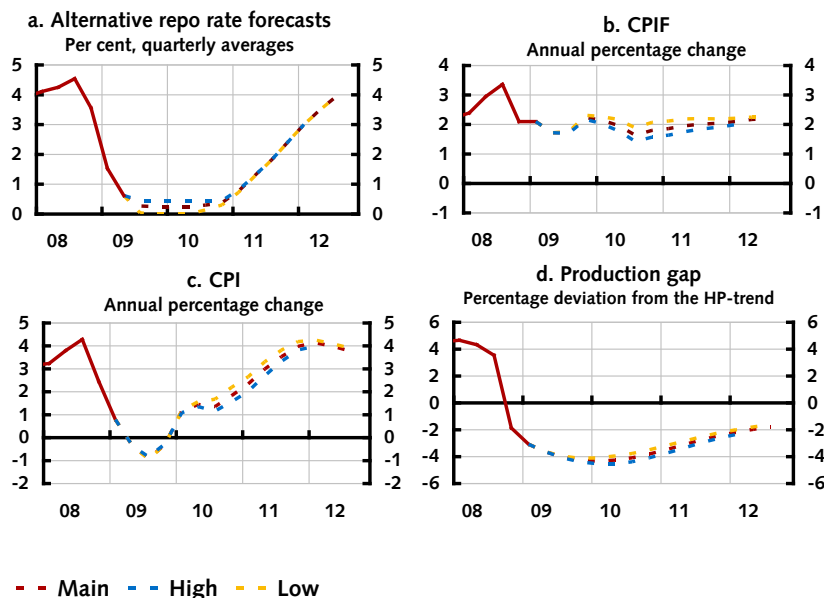 a. Alternative repo rate forecasts
Per cent, quarterly averages
5 5
4 4
3 3
2 2
1 1
0 0
08 09 10 11 12
b. CPIF
Annual percentage change
4 4
3 3
2 2
1 1
0 0
-1 -1
08 09 10 11 12
c. CPI
Annual percentage change
5 5
4 4
3 3
2 2
1 1
0 0
-1 -1
-2 -2
08 09 10 11 12
d. Production gap
Percentage deviation from the HP-trend
6 6
4 4
2 2
0 0
-2 -2
-4 -4
-6 -6
08 09 10 11 12
Main High Low